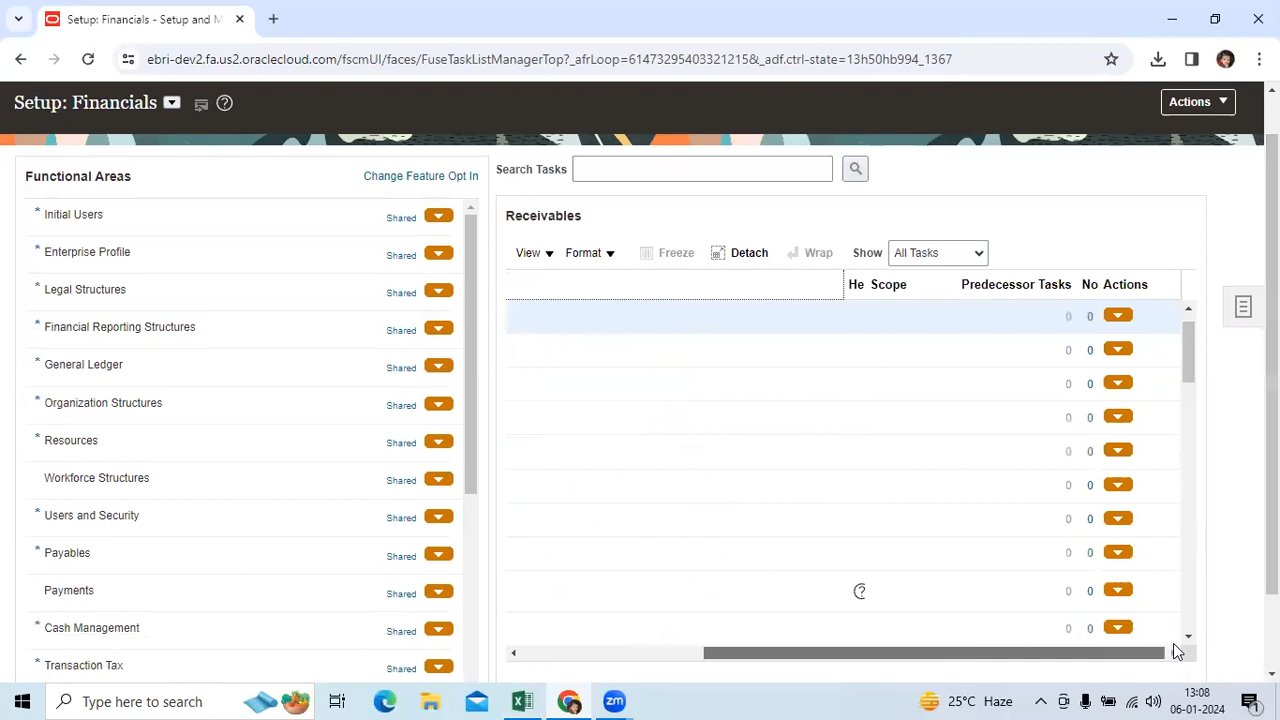 Setup: Financials - Setup and M
ebri-dev2.fa.us2.oraclecloud.com/fscmUI/faces/FuseTaskListManagerTop?_afrLoop=61473295403321215&_adf.ctrl-state=13h50hb994_1367
Setup: Financials
Actions
Functional Areas
Change Feature Opt In
Search Tasks
* Initial Users Shared
* Enterprise Profile Shared
* Legal Structures Shared
* Financial Reporting Structures Shared
* General Ledger Shared
* Organization Structures Shared
* Resources Shared
Workforce Structures Shared
* Users and Security Shared
* Payables Shared
Payments Shared
* Cash Management Shared
* Transaction Tax Shared
Receivables
View Format Freeze Detach Wrap Show All Tasks
He Scope Predecessor Tasks No Actions
0 0
0 0
0 0
0 0
0 0
0 0
0 0
0 0
0 0
0 0
Type here to search
25°C Haze
13:08
06-01-2024
1